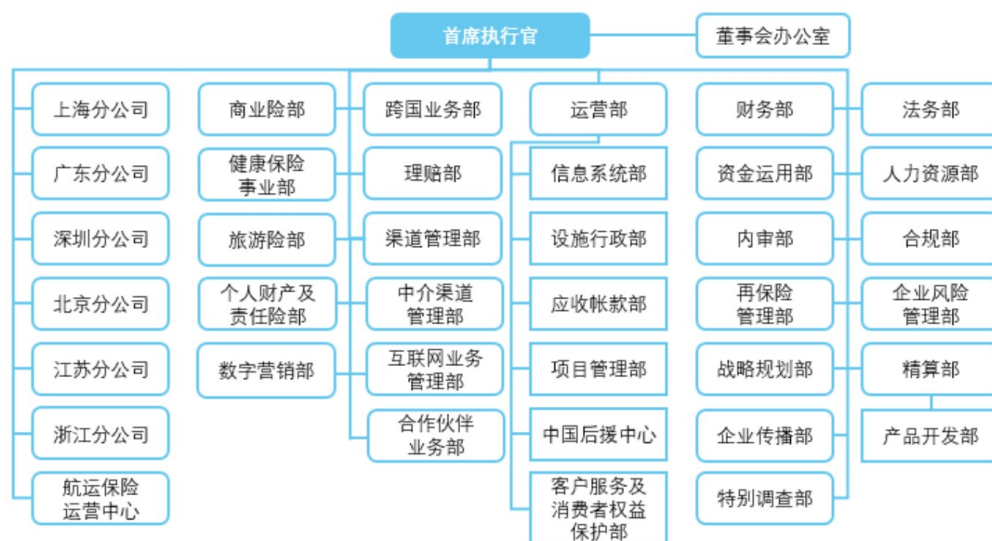 首席执行官
董事会办公室
上海分公司
商业险部
跨国业务部
运营部
财务部
法务部
广东分公司
健康保险
事业部
理赔部
信息系统部
资金运用部
人力资源部
深圳分公司
旅游险部
渠道管理部
设施行政部
内审部
合规部
北京分公司
个人财产及
责任险部
中介渠道
管理部
应收帐款部
再保险
管理部
企业风险
管理部
江苏分公司
数字营销部
互联网业务
管理部
项目管理部
战略规划部
精算部
浙江分公司
合作伙伴
业务部
中国后援中心
企业传播部
产品开发部
航运保险
运营中心
客户服务及
消费者权益
保护部
特别调查部